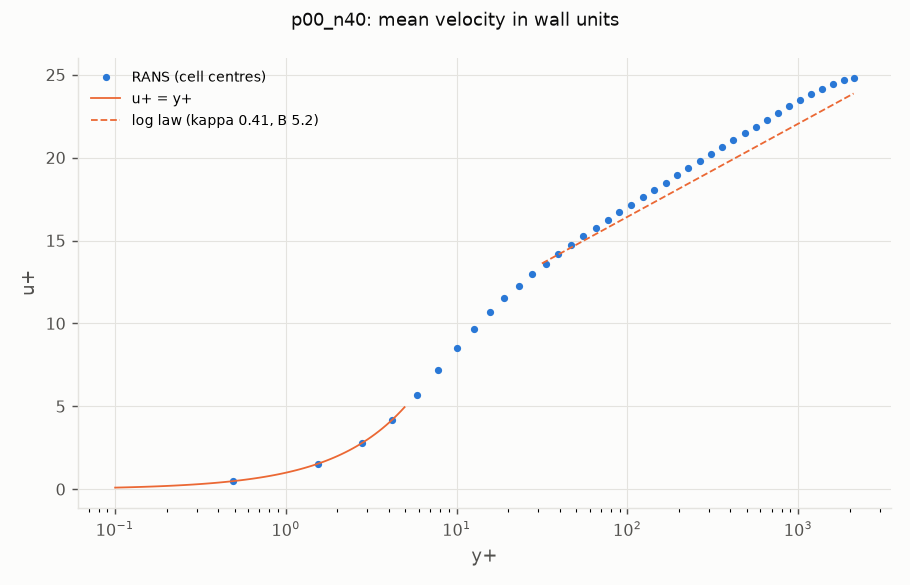 p00_n40: mean velocity in wall units
RANS (cell centres)
u+ = y+
log law (kappa 0.41, B 5.2)
u+
25
20
15
10
5
0
10⁻¹
10⁰
10¹
10²
10³
y+